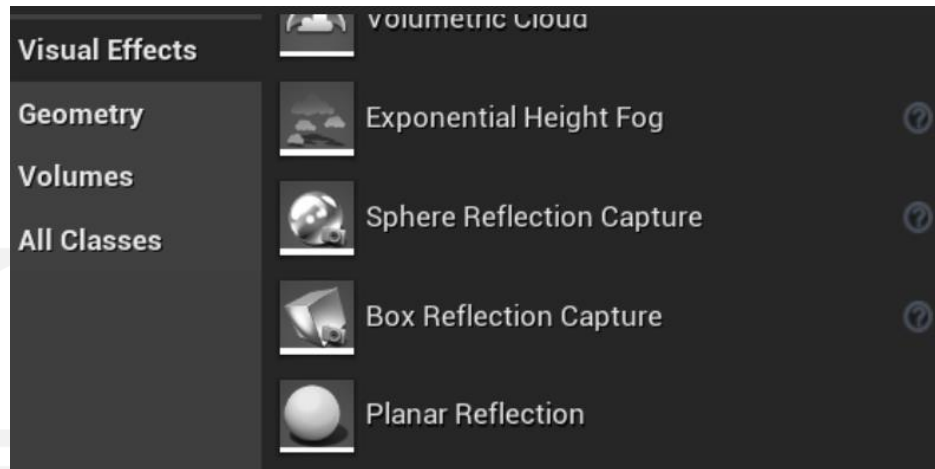 Visual Effects
Geometry
Volumes
All Classes
Volumetric Cloud
Exponential Height Fog
Sphere Reflection Capture
Box Reflection Capture
Planar Reflection